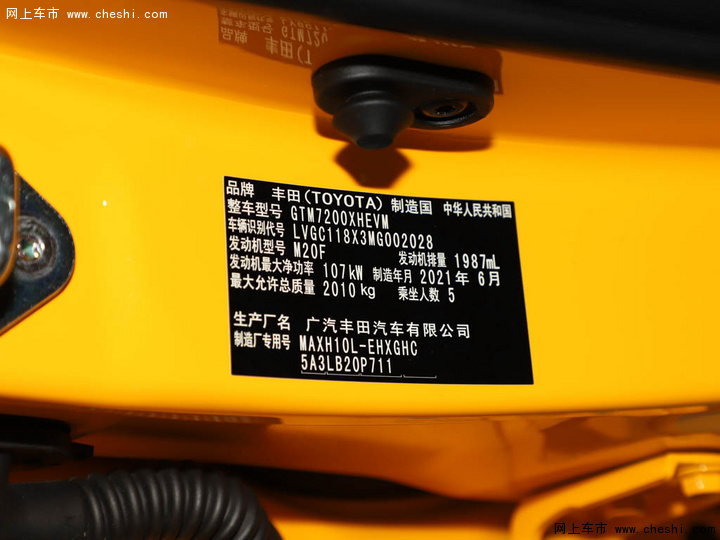 网上车市 - www.cheshi.com
品牌 丰田(TOYOTA) 制造国 中华人民共和国
整车型号 GTM7200XHEVM
车辆识别代号 LVGC118X3MG002028
发动机型号 M20F 发动机排量 1987mL
发动机最大净功率 107kW 制造年月 2021年6月
最大允许总质量 2010kg 乘坐人数 5
生产厂名 广汽丰田汽车有限公司
制造厂专用号 MAXH10L-EHXGHC
5A3LB20P711
网上车市 - www.cheshi.com